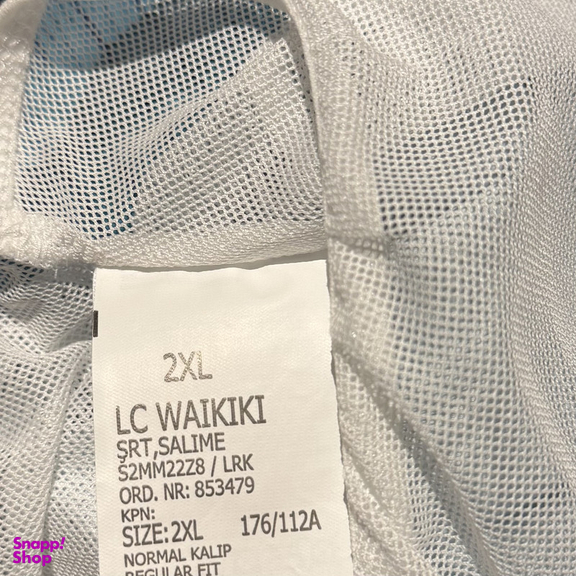 2XL
LC WAIKIKI
ŞRT,SALIME
S2MM22Z8 / LRK
ORD. NR: 853479
KPN:
SIZE:2XL 176/112A
NORMAL KALIP
REGULAR FIT
Snapp!
Shop